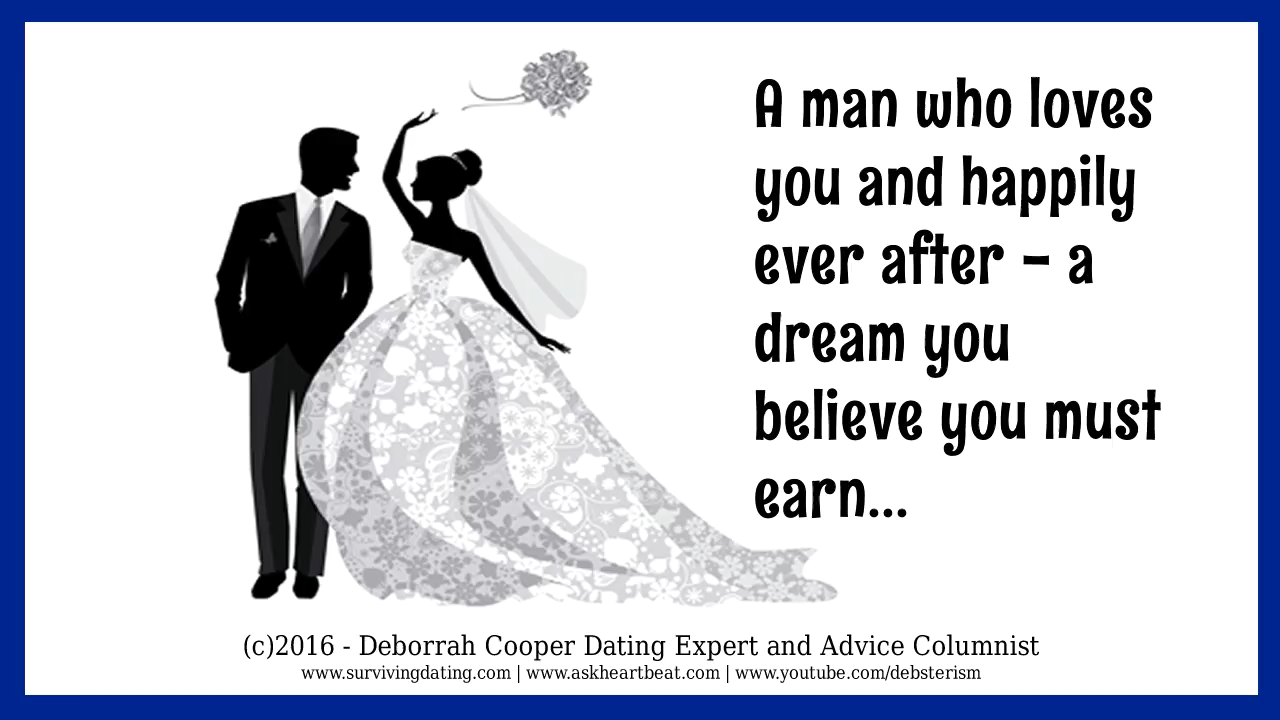 A man who loves
you and happily
ever after – a
dream you
believe you must
earn...
(c)2016 - Deborrah Cooper Dating Expert and Advice Columnist
www.survivingdating.com | www.askheartbeat.com | www.youtube.com/debsterism